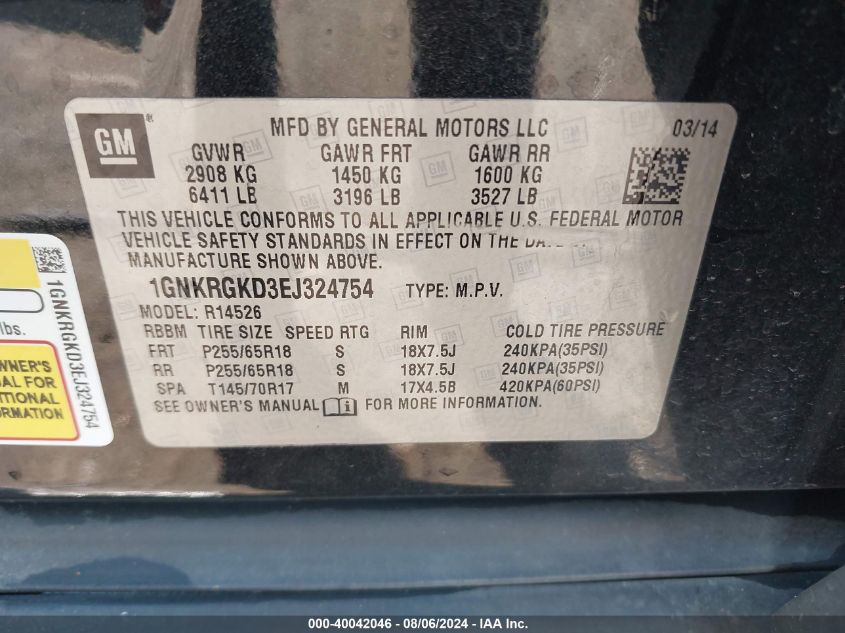 GM
MFD BY GENERAL MOTORS LLC 03/14
GVWR GAWR FRT GAWR RR
2908 KG 1450 KG 1600 KG
6411 LB 3196 LB 3527 LB
THIS VEHICLE CONFORMS TO ALL APPLICABLE U.S. FEDERAL MOTOR
VEHICLE SAFETY STANDARDS IN EFFECT ON THE DATE OF
MANUFACTURE SHOWN ABOVE.
1GNKRGKD3EJ324754 TYPE: M.P.V.
MODEL: R14526
RBBM TIRE SIZE SPEED RTG RIM COLD TIRE PRESSURE
FRT P255/65R18 S 18X7.5J 240KPA(35PSI)
RR P255/65R18 S 18X7.5J 240KPA(35PSI)
SPA T145/70R17 M 17X4.5B 420KPA(60PSI)
SEE OWNER'S MANUAL i FOR MORE INFORMATION.
1GNKRGKD3EJ324754
lbs.
OWNER'S
FOR
INFORMATION
000-40042046 - 08/06/2024 - IAA Inc.